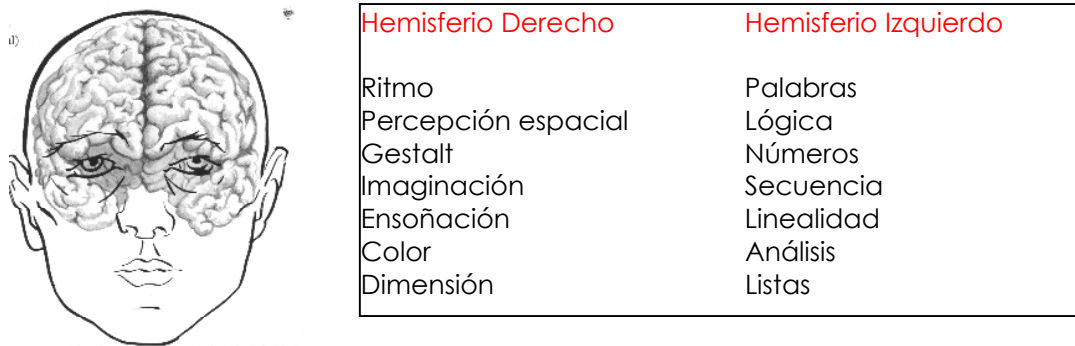 al)
Hemisferio Derecho Hemisferio Izquierdo
Ritmo Palabras
Percepción espacial Lógica
Gestalt Números
Imaginación Secuencia
Ensoñación Linealidad
Color Análisis
Dimensión Listas